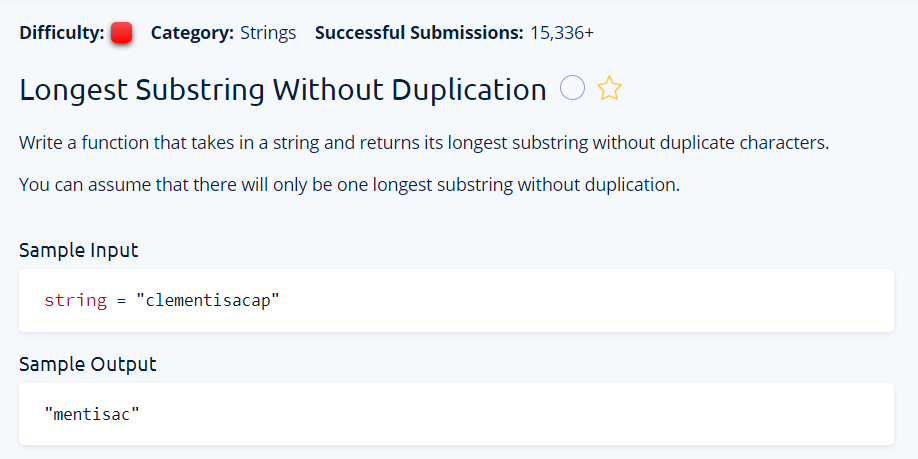 Difficulty: Category: Strings Successful Submissions: 15,336+
Longest Substring Without Duplication
Write a function that takes in a string and returns its longest substring without duplicate characters.
You can assume that there will only be one longest substring without duplication.
Sample Input
string = "clementisacap"
Sample Output
"mentisac"